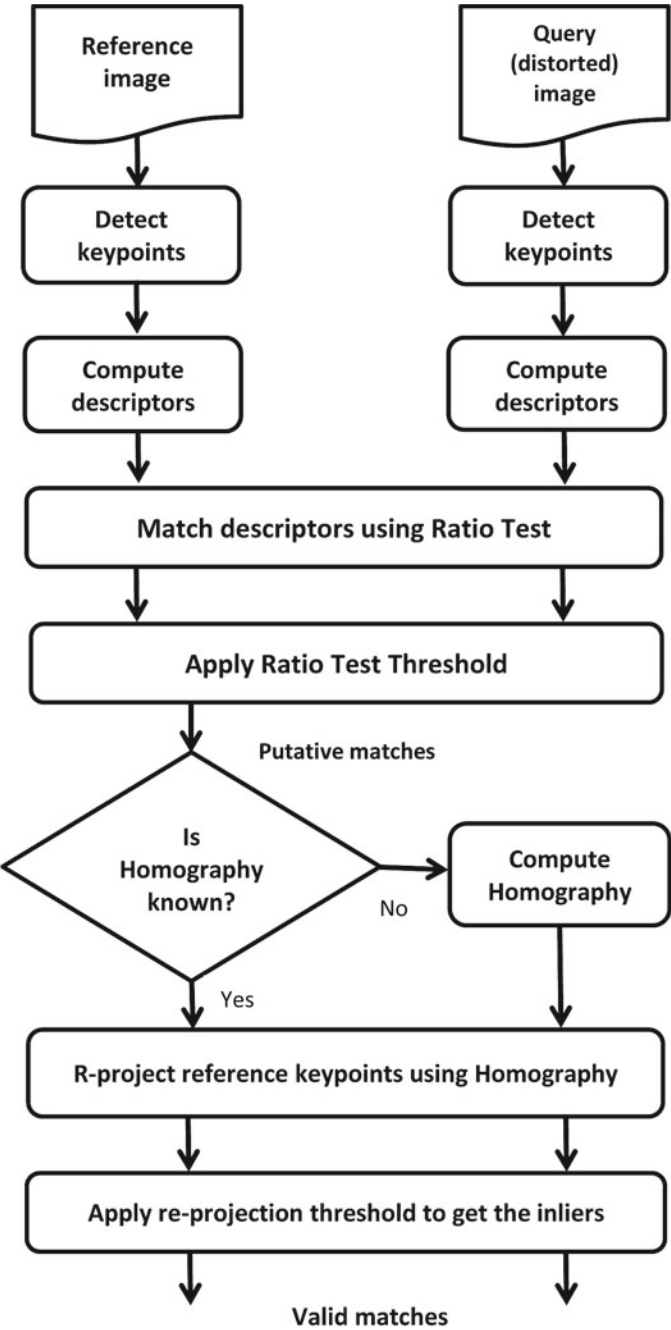 Reference
image
Query
(distorted)
image
Detect
keypoints
Detect
keypoints
Compute
descriptors
Compute
descriptors
Match descriptors using Ratio Test
Apply Ratio Test Threshold
Putative matches
Is
Homography
known?
No
Compute
Homography
Yes
R-project reference keypoints using Homography
Apply re-projection threshold to get the inliers
Valid matches